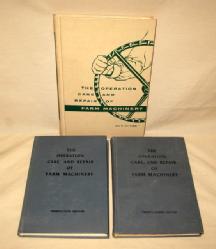 THE OPERATION
CARE AND
REPAIR OF
FARM MACHINERY
THE
OPERATION
CARE AND REPAIR
OF
FARM MACHINERY
THE
OPERATION
CARE, AND REPAIR
OF
FARM MACHINERY